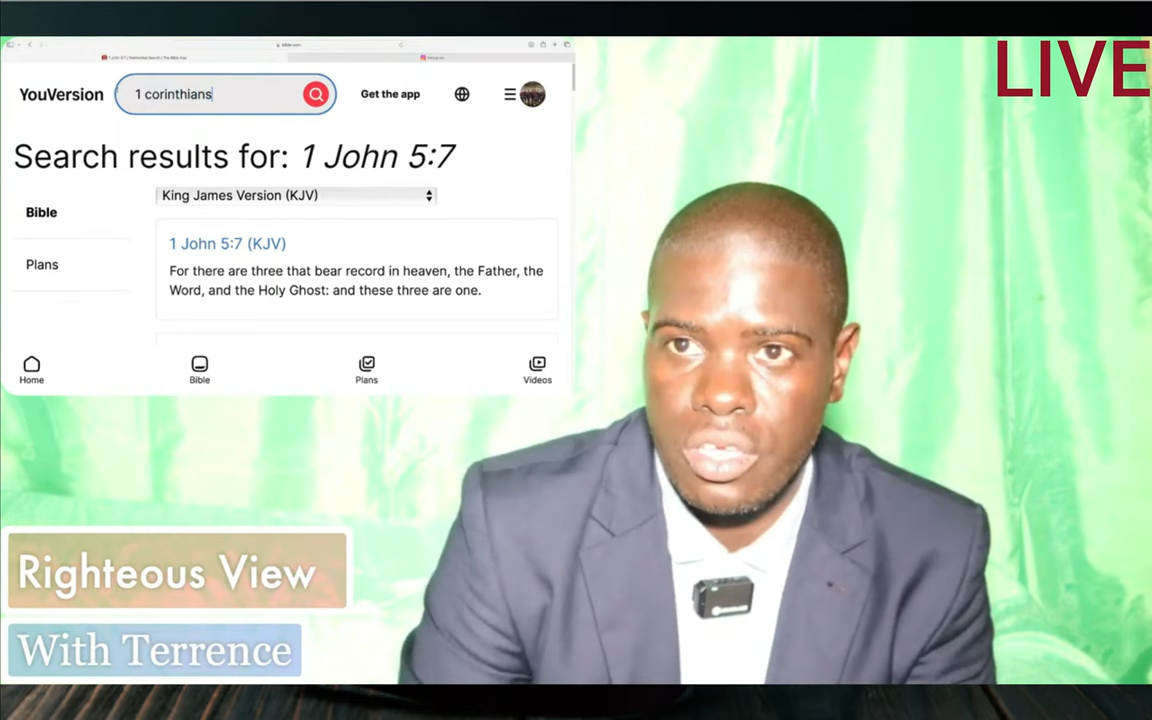 LIVE
YouVersion
1 corinthians
Get the app
Search results for: 1 John 5:7
King James Version (KJV)
Bible
Plans
1 John 5:7 (KJV)
For there are three that bear record in heaven, the Father, the
Word, and the Holy Ghost: and these three are one.
Home
Bible
Plans
Videos
Righteous View
With Terrence